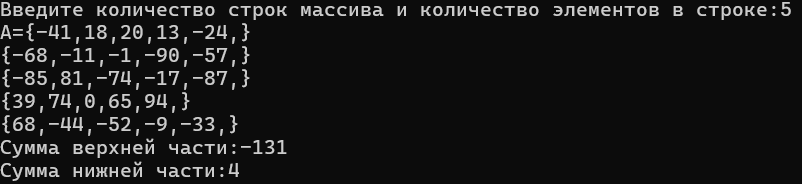 Введите количество строк массива и количество элементов в строке:5
A={-41,18,20,13,-24,}
{-68,-11,-1,-90,-57,}
{-85,81,-74,-17,-87,}
{39,74,0,65,94,}
{68,-44,-52,-9,-33,}
Сумма верхней части:-131
Сумма нижней части:4